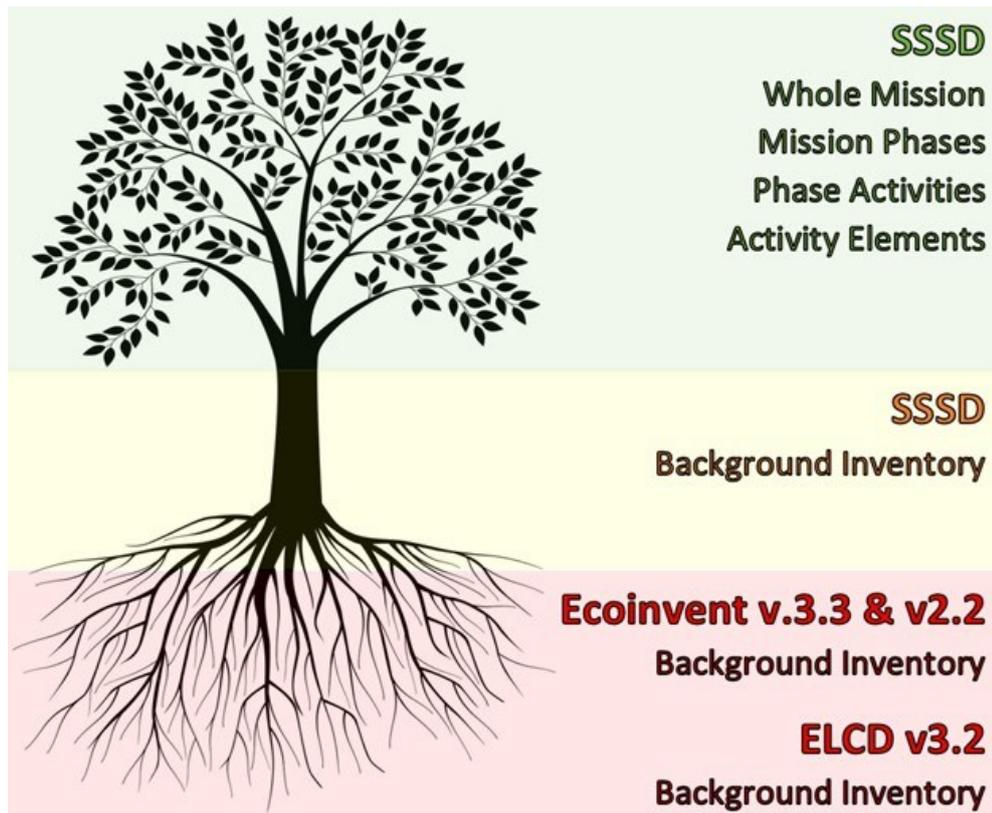 SSSD
Whole Mission
Mission Phases
Phase Activities
Activity Elements
SSSD
Background Inventory
Ecoinvent v.3.3 & v2.2
Background Inventory
ELCD v3.2
Background Inventory